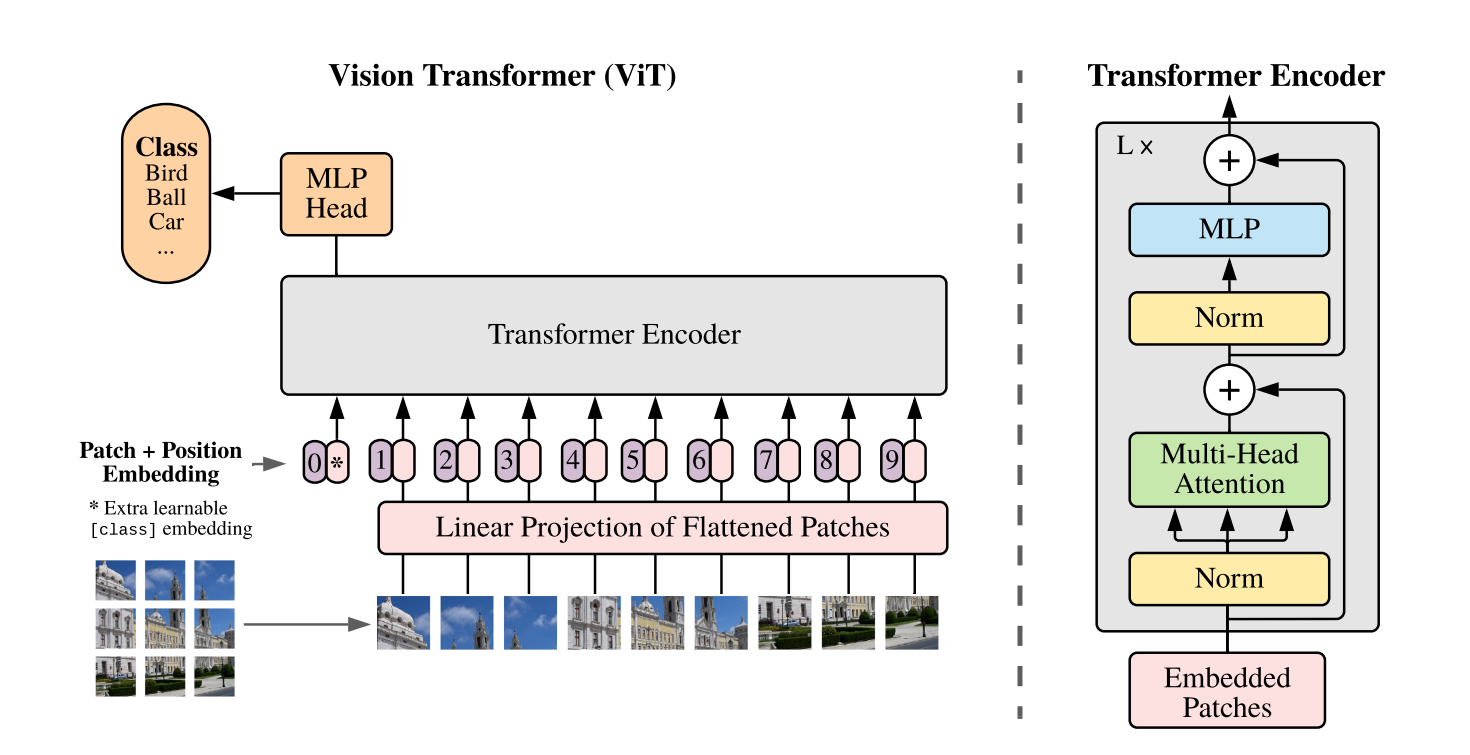 Vision Transformer (ViT)
Class
Bird
Ball
Car
...
MLP
Head
Transformer Encoder
Patch + Position
Embedding
0 * 1 2 3 4 5 6 7 8 9
* Extra learnable
[class] embedding
Linear Projection of Flattened Patches
Transformer Encoder
L ×
+
MLP
Norm
+
Multi-Head
Attention
Norm
Embedded
Patches